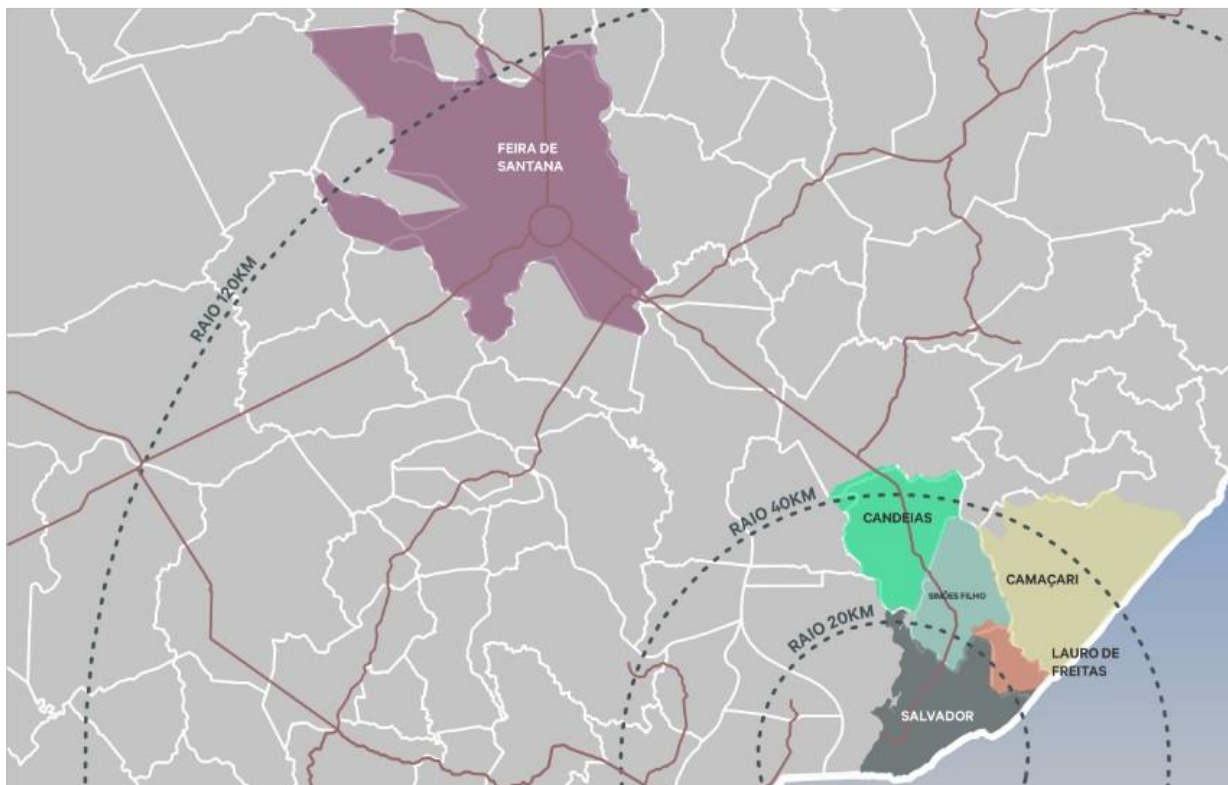 FEIRA DE
SANTANA
RAIO 120KM
RAIO 40KM
CANDEIAS
CAMAÇARI
SIMÕES FILHO
RAIO 20KM
LAURO DE
FREITAS
SALVADOR